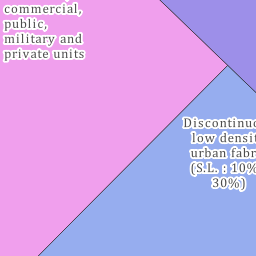 commercial,
public,
military and
private units
Discontinuo
low densit
urban fabr
(S.L. : 10%
30%)